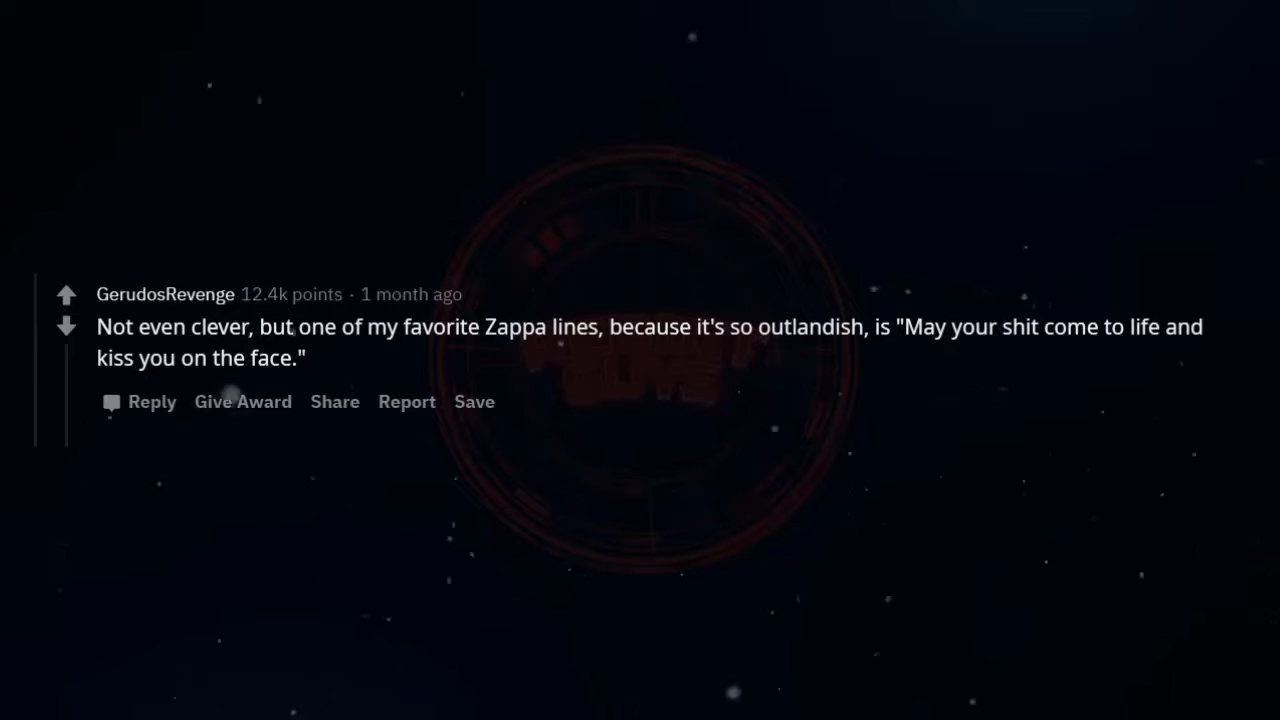 GerudosRevenge 12.4k points · 1 month ago
Not even clever, but one of my favorite Zappa lines, because it's so outlandish, is "May your shit come to life and
kiss you on the face."
Reply Give Award Share Report Save